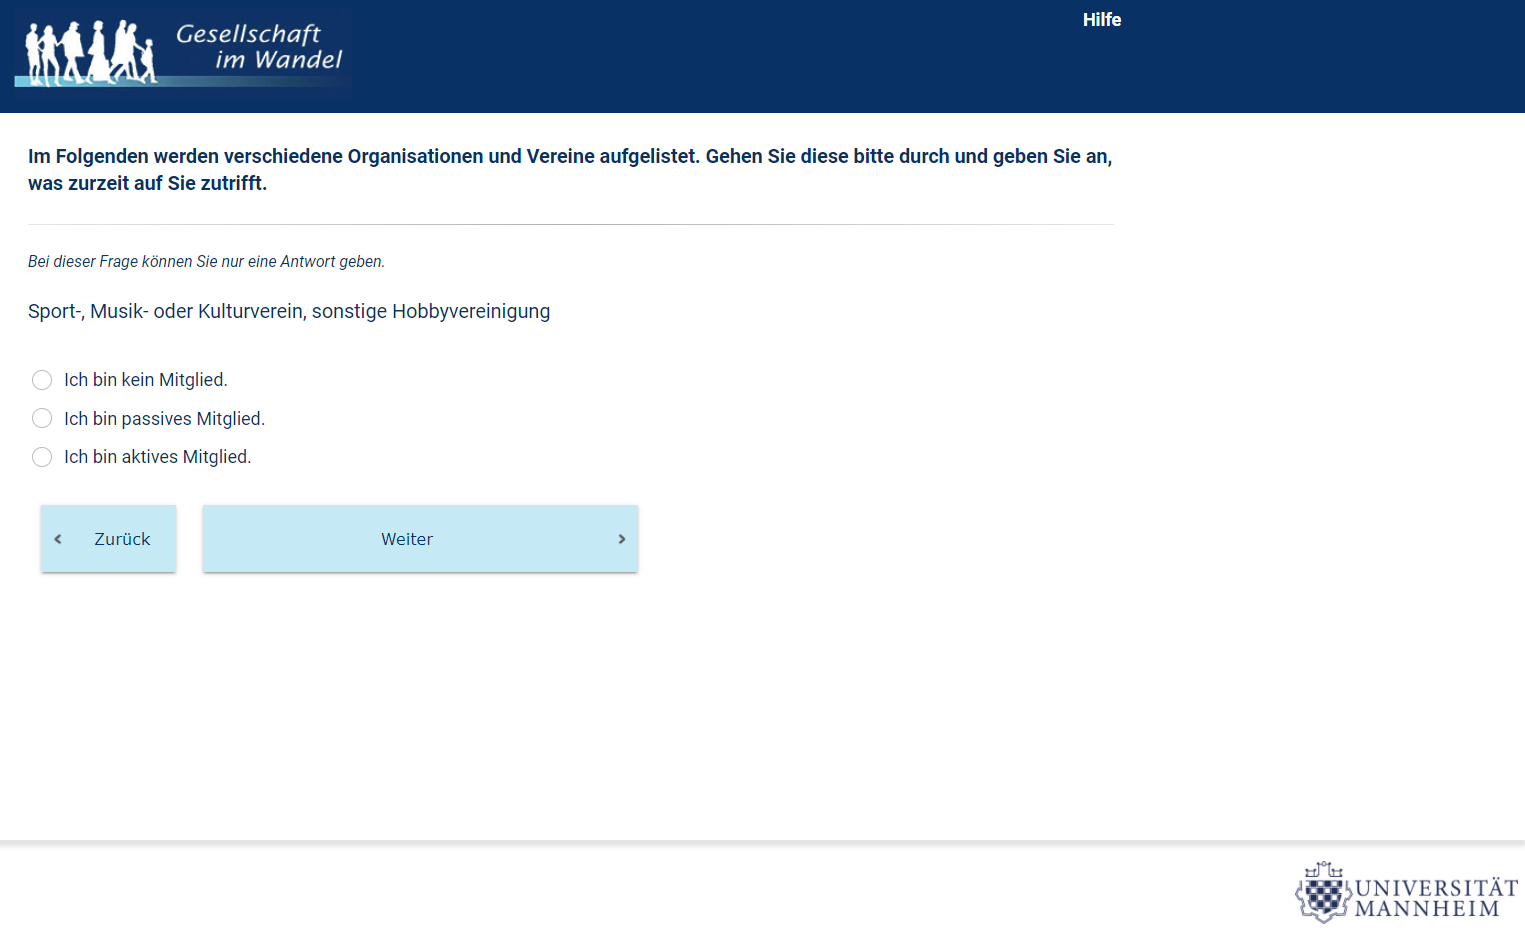 Gesellschaft
im Wandel
Hilfe
Im Folgenden werden verschiedene Organisationen und Vereine aufgelistet. Gehen Sie diese bitte durch und geben Sie an,
was zurzeit auf Sie zutrifft.
Bei dieser Frage können Sie nur eine Antwort geben.
Sport-, Musik- oder Kulturverein, sonstige Hobbyvereinigung
Ich bin kein Mitglied.
Ich bin passives Mitglied.
Ich bin aktives Mitglied.
Zurück
Weiter
UNIVERSITÄT
MANNHEIM